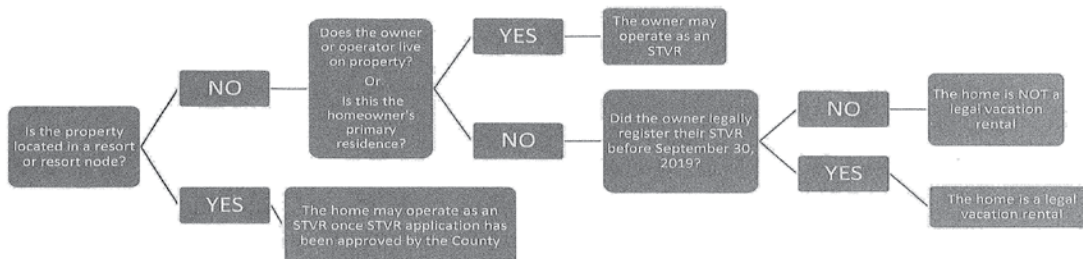 Is the property
located in a resort
or resort node?
NO
YES
Does the owner
or operator live
on property?
Or
Is this the
homeowner's
primary
residence?
The home may operate as an
STVR once STVR application has
been approved by the County
YES
NO
The owner may
operate as an
STVR
Did the owner legally
register their STVR
before September 30,
2019?
NO
YES
The home is NOT a
legal vacation
rental
The home is a legal
vacation rental